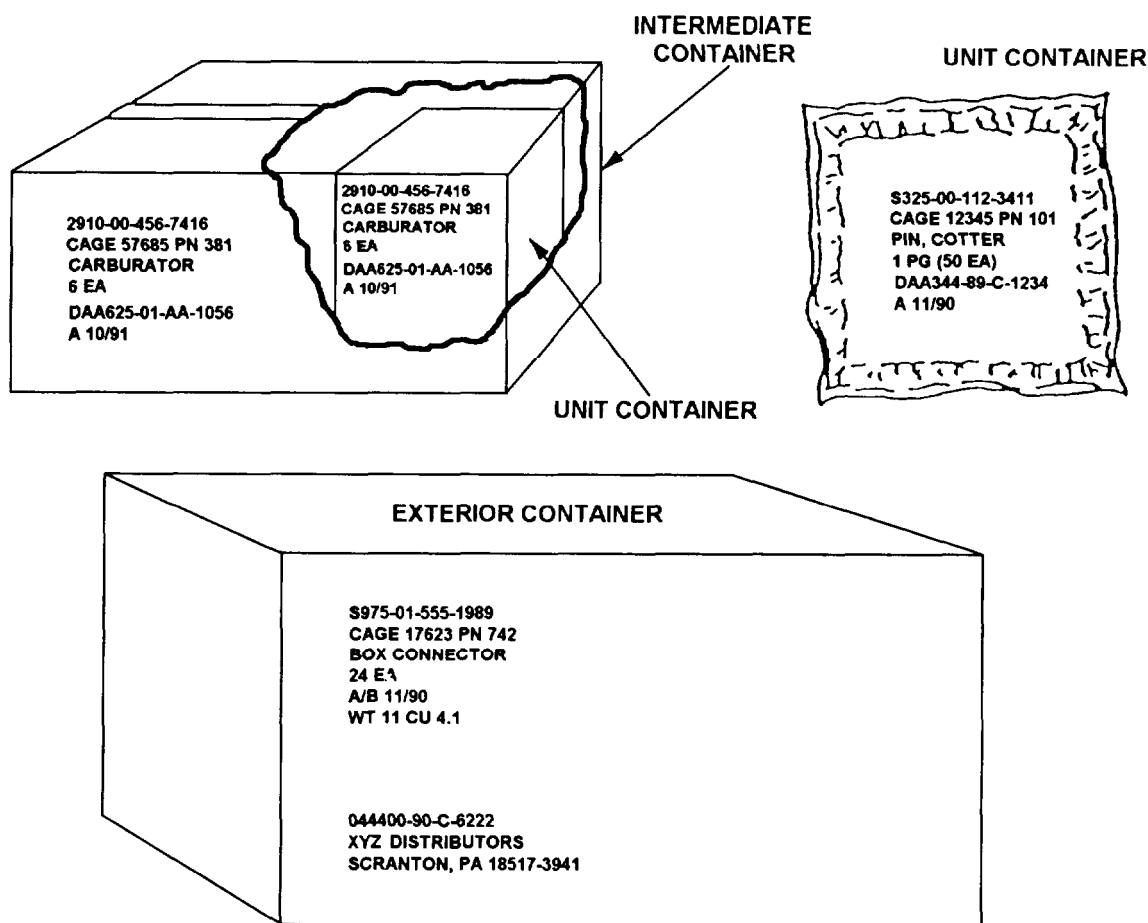 INTERMEDIATE
CONTAINER
UNIT CONTAINER
2910-00-456-7416
CAGE 57685 PN 381
CARBURATOR
6 EA
DAA625-01-AA-1056
A 10/91
2910-00-456-7416
CAGE 57685 PN 381
CARBURATOR
6 EA
DAA625-01-AA-1056
A 10/91
S325-00-112-3411
CAGE 12345 PN 101
PIN, COTTER
1 PG (50 EA)
DAA344-89-C-1234
A 11/90
UNIT CONTAINER
EXTERIOR CONTAINER
S975-01-555-1989
CAGE 17623 PN 742
BOX CONNECTOR
24 EA
A/B 11/90
WT 11 CU 4.1
044400-90-C-6222
XYZ DISTRIBUTORS
SCRANTON, PA 18517-3941